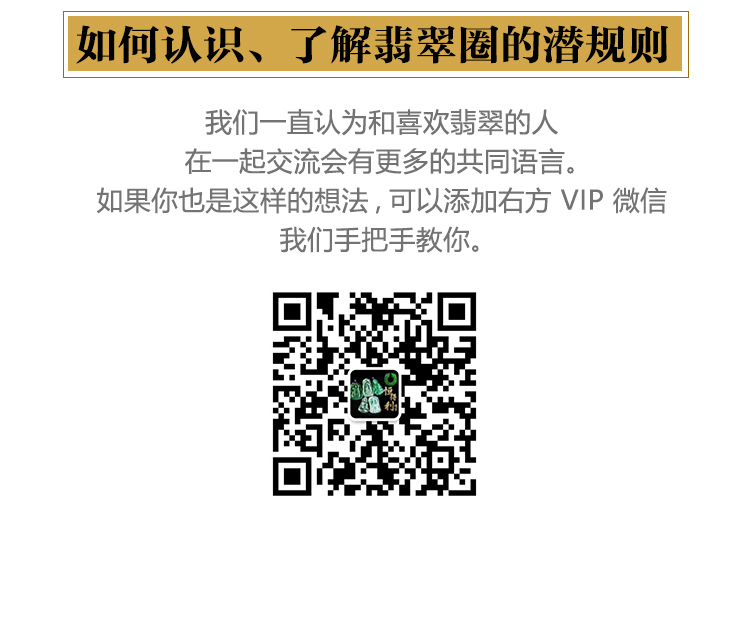 如何认识、了解翡翠圈的潜规则
我们一直认为和喜欢翡翠的人
在一起交流会有更多的共同语言。
如果你也是这样的想法,可以添加右方 VIP 微信
我们手把手教你。